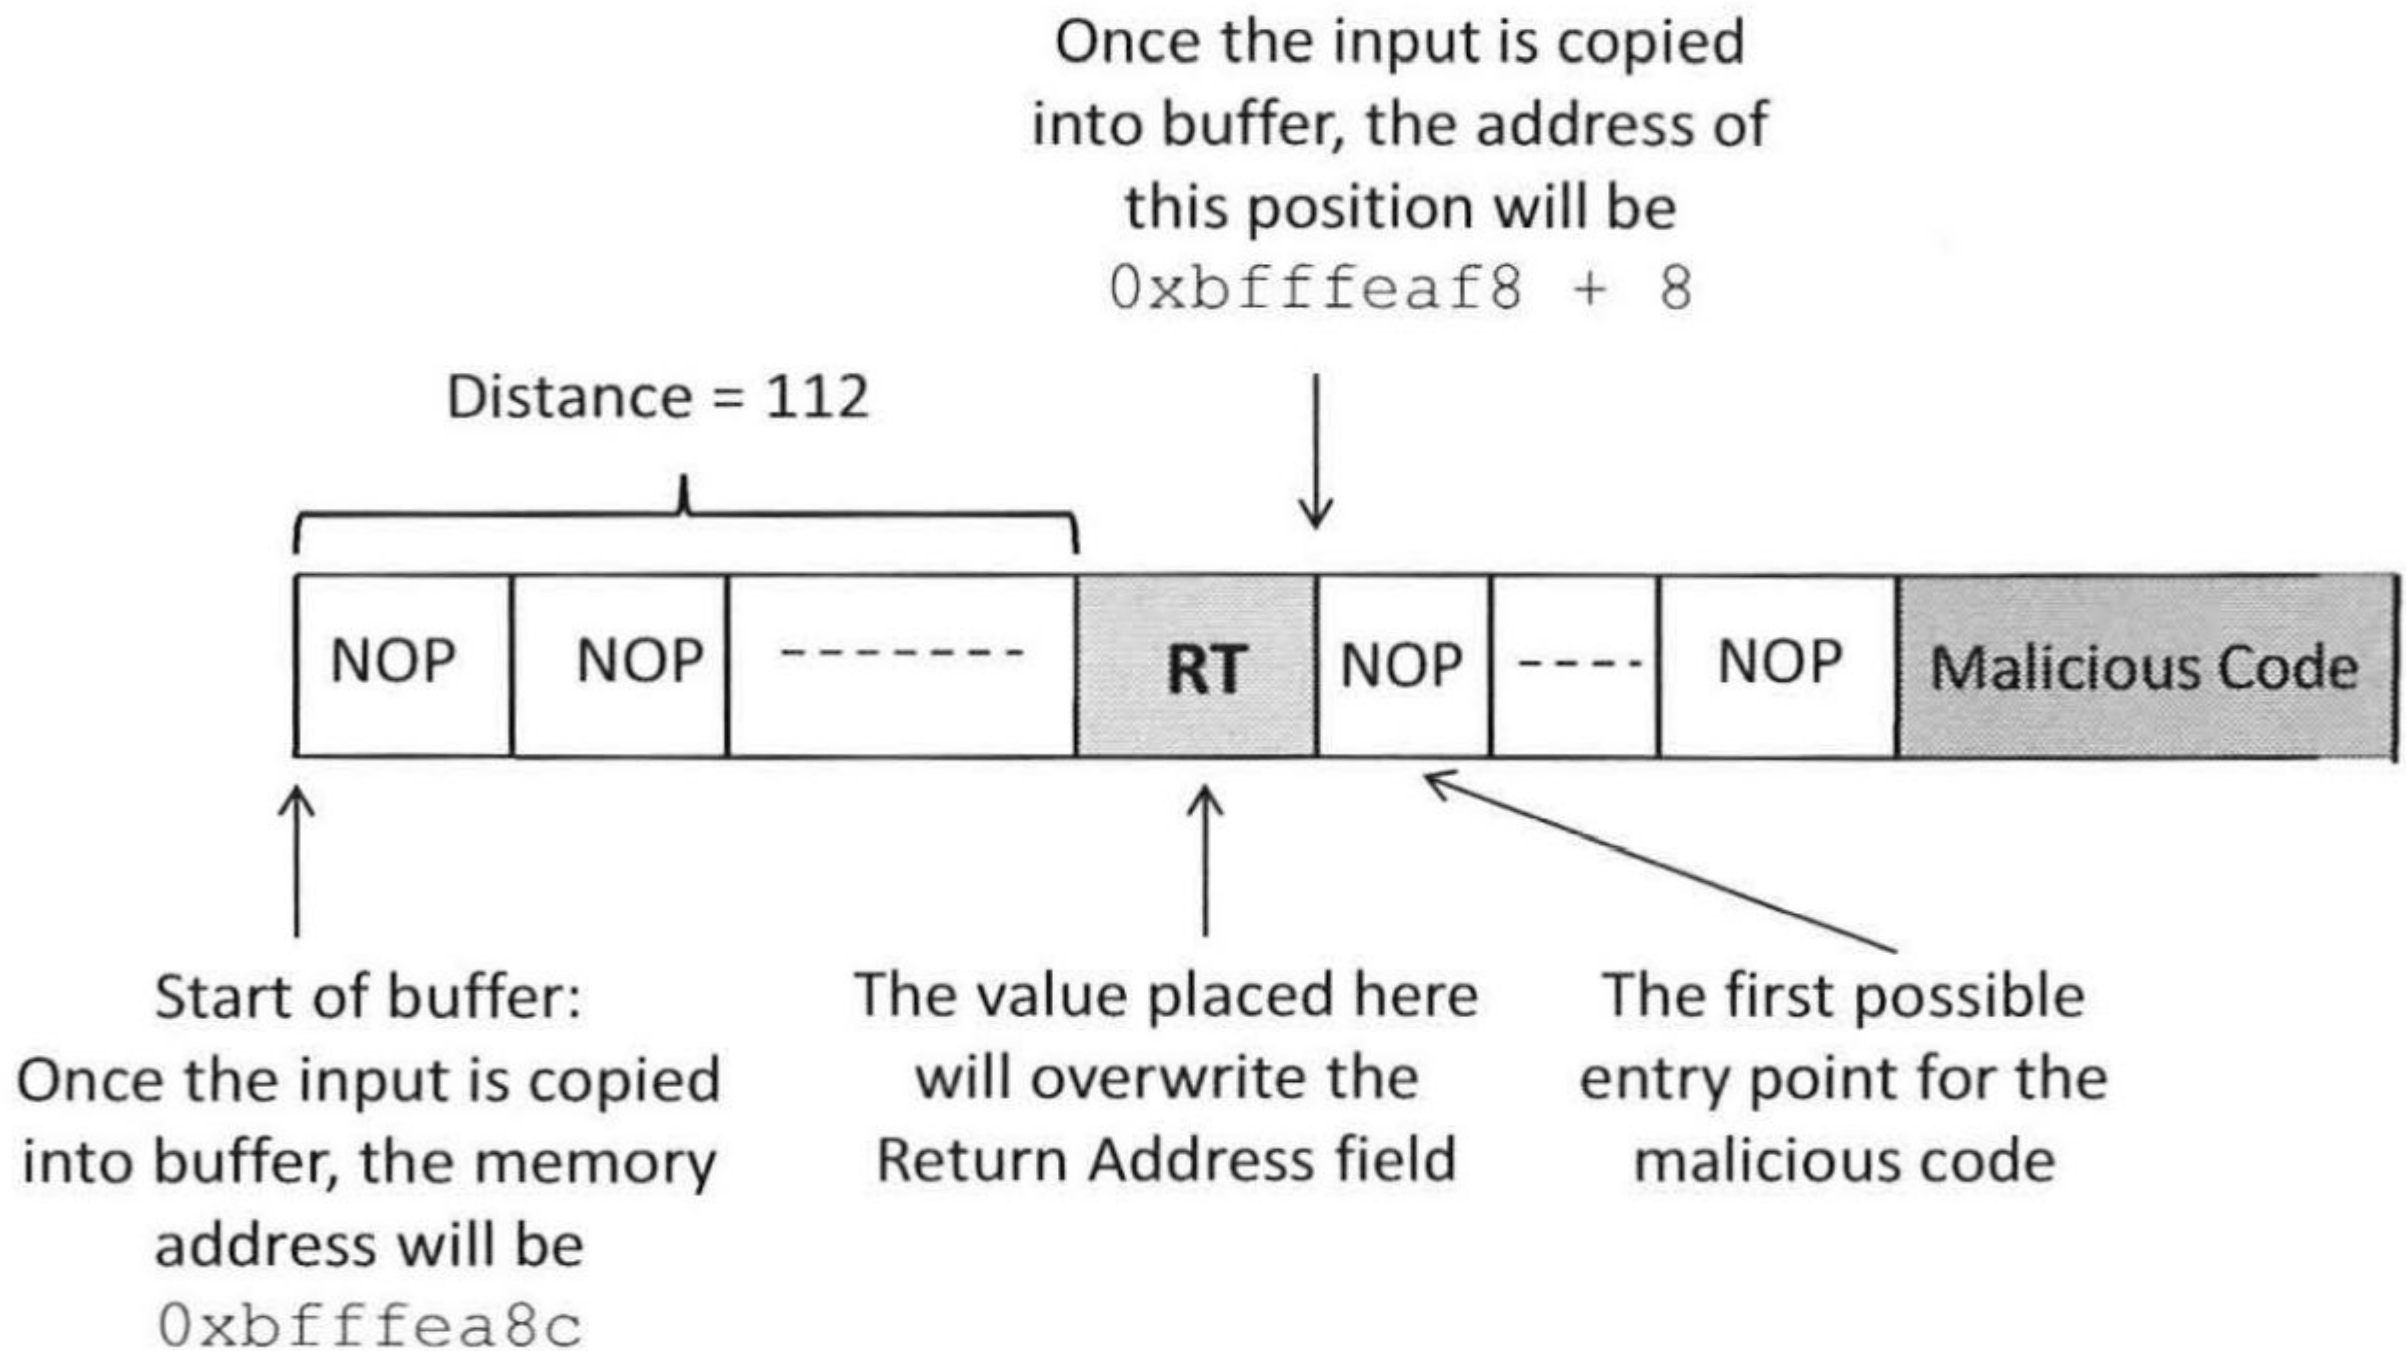 Once the input is copied
into buffer, the address of
this position will be
0xbfffeaf8 + 8
Distance = 112
NOP NOP ------- RT NOP ---- NOP Malicious Code
Start of buffer:
Once the input is copied
into buffer, the memory
address will be
0xbfffea8c
The value placed here
will overwrite the
Return Address field
The first possible
entry point for the
malicious code